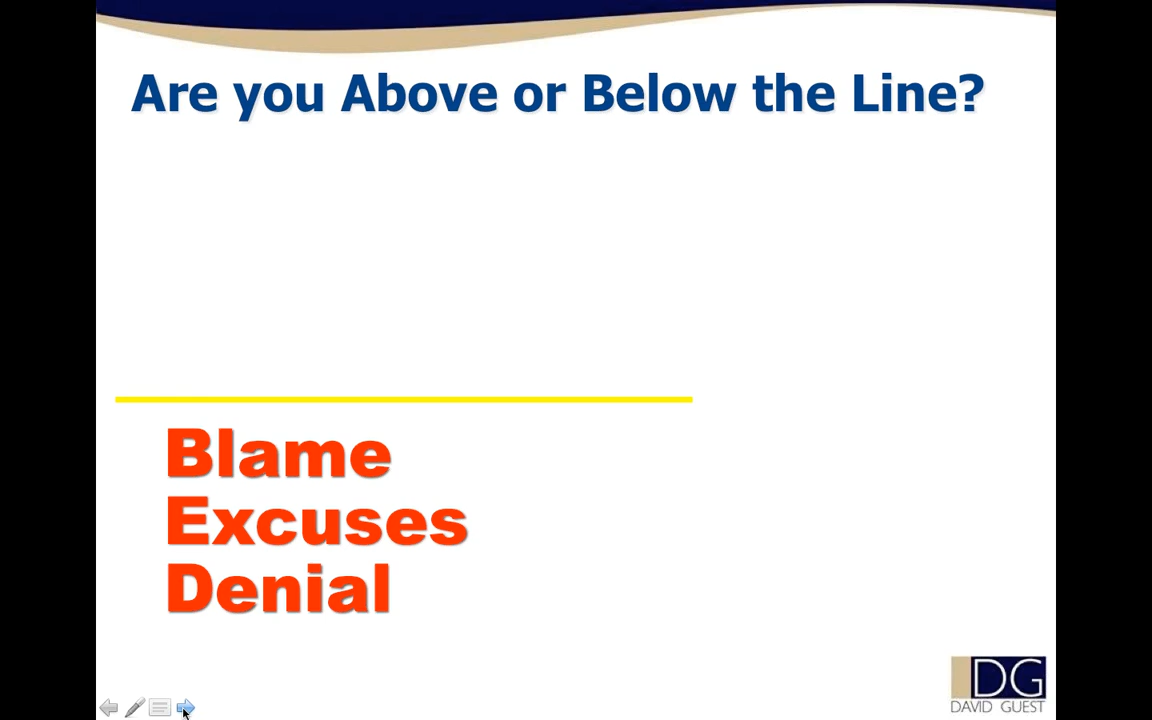 Are you Above or Below the Line?
Blame
Excuses
Denial
DG
DAVID GUEST